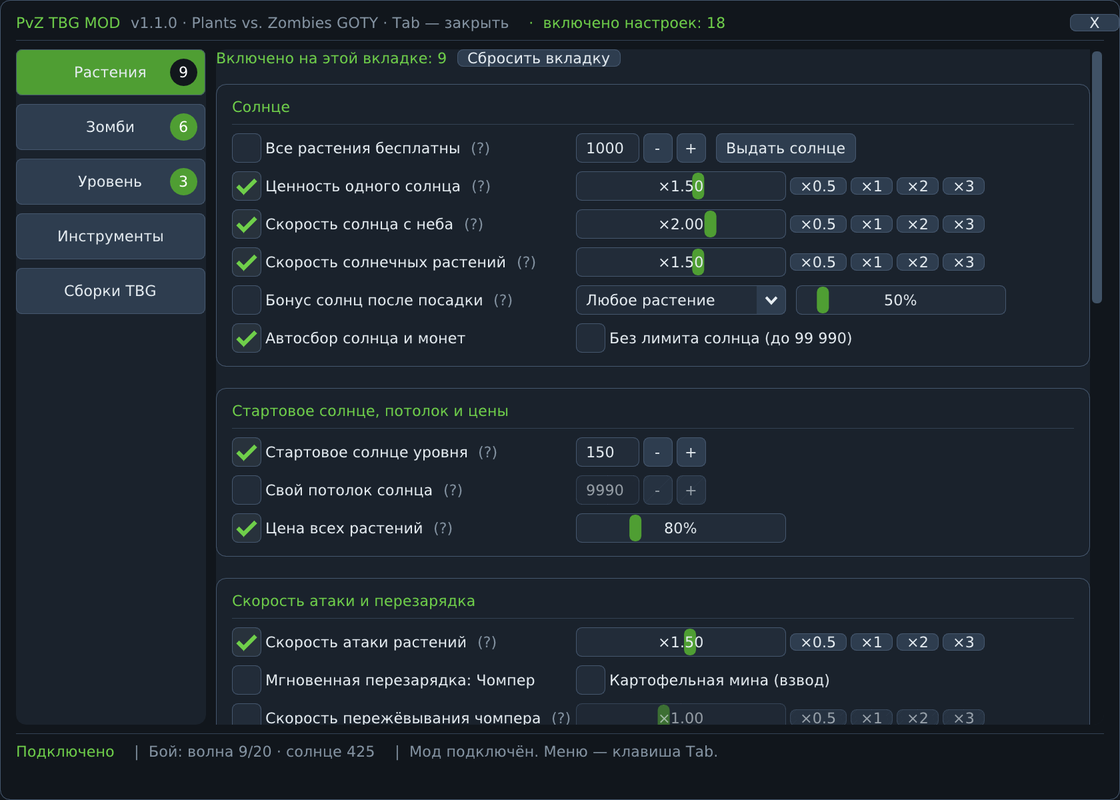 PvZ TBG MOD v1.1.0 · Plants vs. Zombies GOTY · Tab — закрыть · включено настроек: 18 X
Растения 9
Зомби 6
Уровень 3
Инструменты
Сборки TBG
Включено на этой вкладке: 9 Сбросить вкладку
Солнце
Все растения бесплатны (?) 1000 - + Выдать солнце
Ценность одного солнца (?) ×1.50 ×0.5 ×1 ×2 ×3
Скорость солнца с неба (?) ×2.00 ×0.5 ×1 ×2 ×3
Скорость солнечных растений (?) ×1.50 ×0.5 ×1 ×2 ×3
Бонус солнц после посадки (?) Любое растение 50%
Автосбор солнца и монет Без лимита солнца (до 99 990)
Стартовое солнце, потолок и цены
Стартовое солнце уровня (?) 150 - +
Свой потолок солнца (?) 9990 - +
Цена всех растений (?) 80%
Скорость атаки и перезарядка
Скорость атаки растений (?) ×1.50 ×0.5 ×1 ×2 ×3
Мгновенная перезарядка: Чомпер Картофельная мина (взвод)
Скорость пережёвывания чомпера (?) ×1.00 ×0.5 ×1 ×2 ×3
Подключено | Бой: волна 9/20 · солнце 425 | Мод подключён. Меню — клавиша Tab.